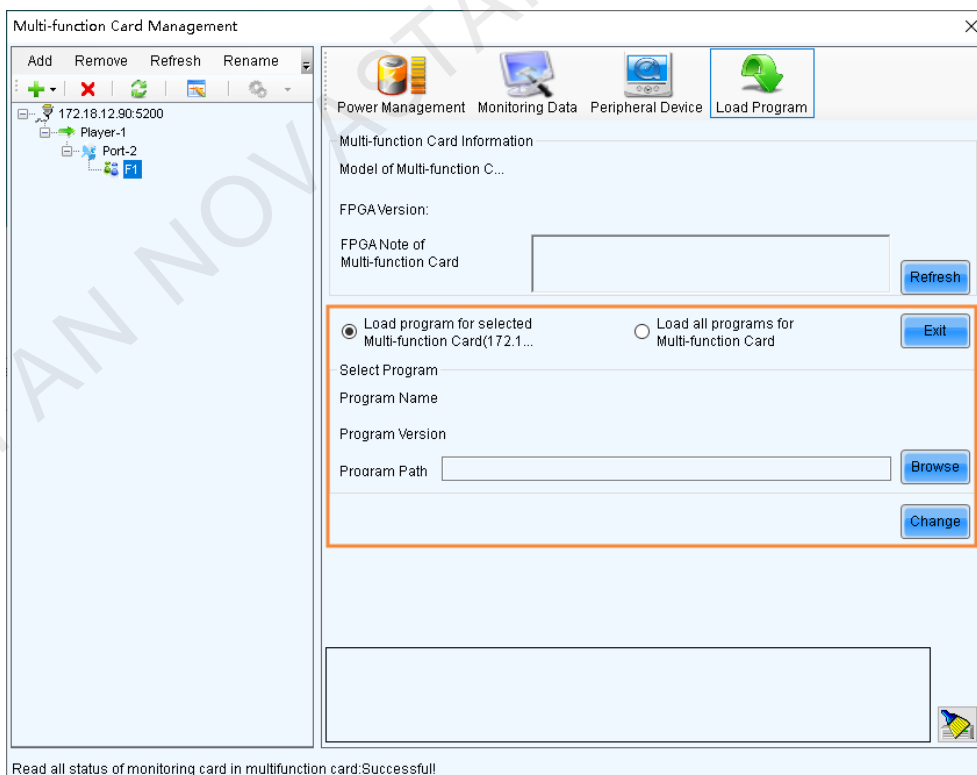 Multi-function Card Management
Add Remove Refresh Rename
172.18.12.90:5200
Player-1
Port-2
F1
Power Management Monitoring Data Peripheral Device Load Program
Multi-function Card Information
Model of Multi-function C...
FPGAVersion:
FPGA Note of
Multi-function Card
Refresh
Load program for selected
Multi-function Card(172.1...
Load all programs for
Multi-function Card
Exit
Select Program
Program Name
Program Version
Program Path
Browse
Change
Read all status of monitoring card in multifunction card:Successful!
AN NOVASTA